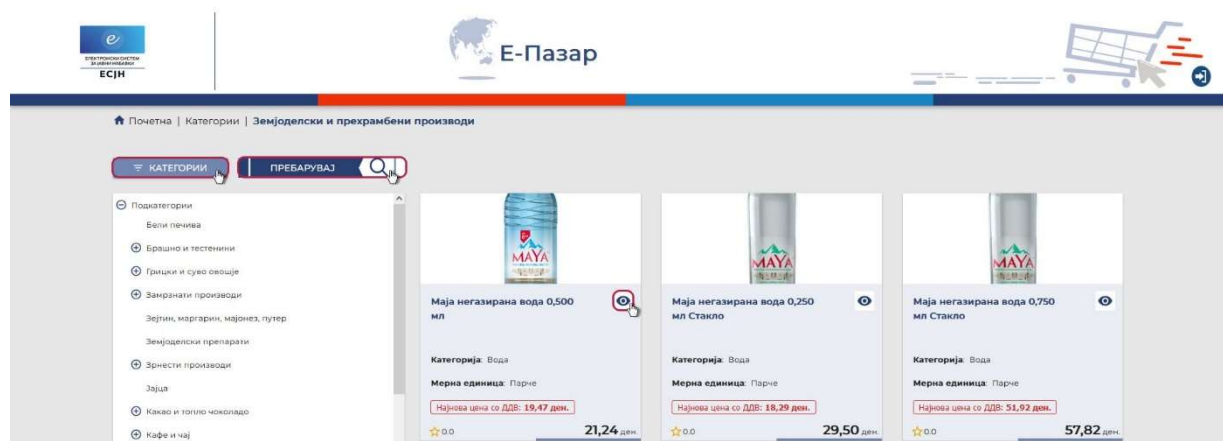 e
ЕЛЕКТРОНСКИ СИСТЕМ
ЗА ЈАВНИ НАБАВКИ
ЕСЈН
Е-Пазар
Почетна | Категории | Земјоделски и прехрамбени производи
КАТЕГОРИИ
ПРЕБАРУВАЈ
Подкатегории
Бели печива
Брашно и тестенини
Грицки и суво овошје
Замрзнати производи
Зејтин, маргарин, мајонез, путер
Земјоделски препарати
Зрнести производи
Јајца
Какао и топло чоколадо
Кафе и чај
MAYA
Маја негазирана вода 0,500
мл
Категорија: Вода
Мерна единица: Парче
Најнова цена со ДДВ: 19,47 ден.
0.0
21,24 ден.
MAYA
Маја негазирана вода 0,250
мл Стакло
Категорија: Вода
Мерна единица: Парче
Најнова цена со ДДВ: 18,29 ден.
0.0
29,50 ден.
MAYA
Маја негазирана вода 0,750
мл Стакло
Категорија: Вода
Мерна единица: Парче
Најнова цена со ДДВ: 51,92 ден.
0.0
57,82 ден.